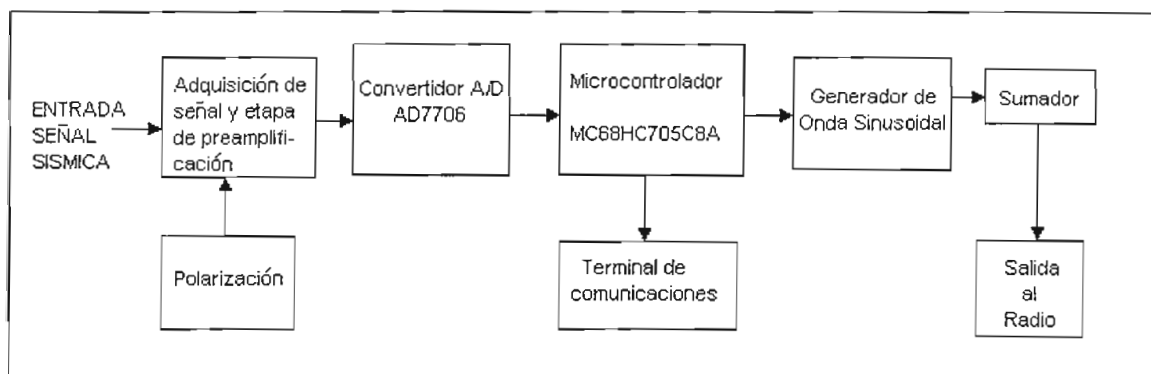 ENTRADA
SEÑAL
SISMICA
Adquisición de
señal y etapa
de preamplifi-
cación
Convertidor A/D
AD7706
Microcontrolador
MC68HC705C8A
Generador de
Onda Sinusoidal
Sumador
Polarización
Terminal de
comunicaciones
Salida
al
Radio